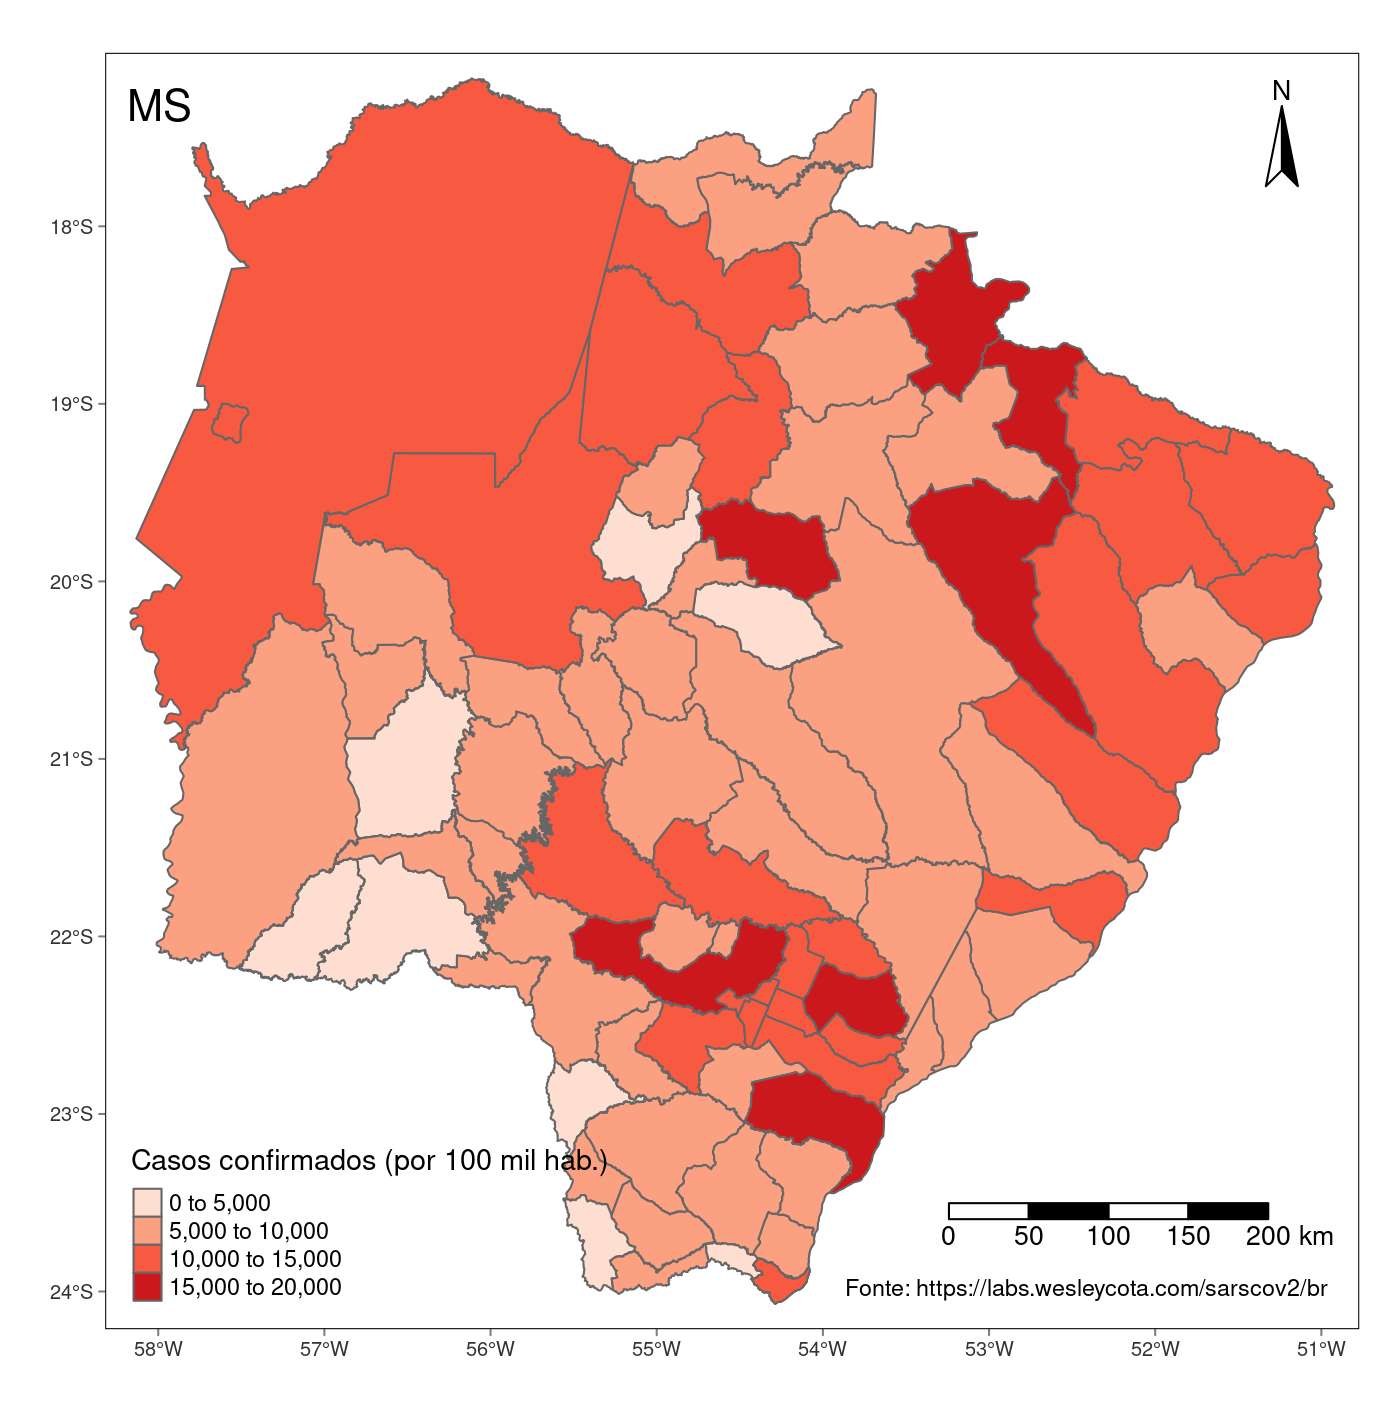 MS
N
18°S
19°S
20°S
21°S
22°S
23°S
24°S
Casos confirmados (por 100 mil hab.)
0 to 5,000
5,000 to 10,000
10,000 to 15,000
15,000 to 20,000
0 50 100 150 200 km
Fonte: https://labs.wesleycota.com/sarscov2/br
58°W 57°W 56°W 55°W 54°W 53°W 52°W 51°W